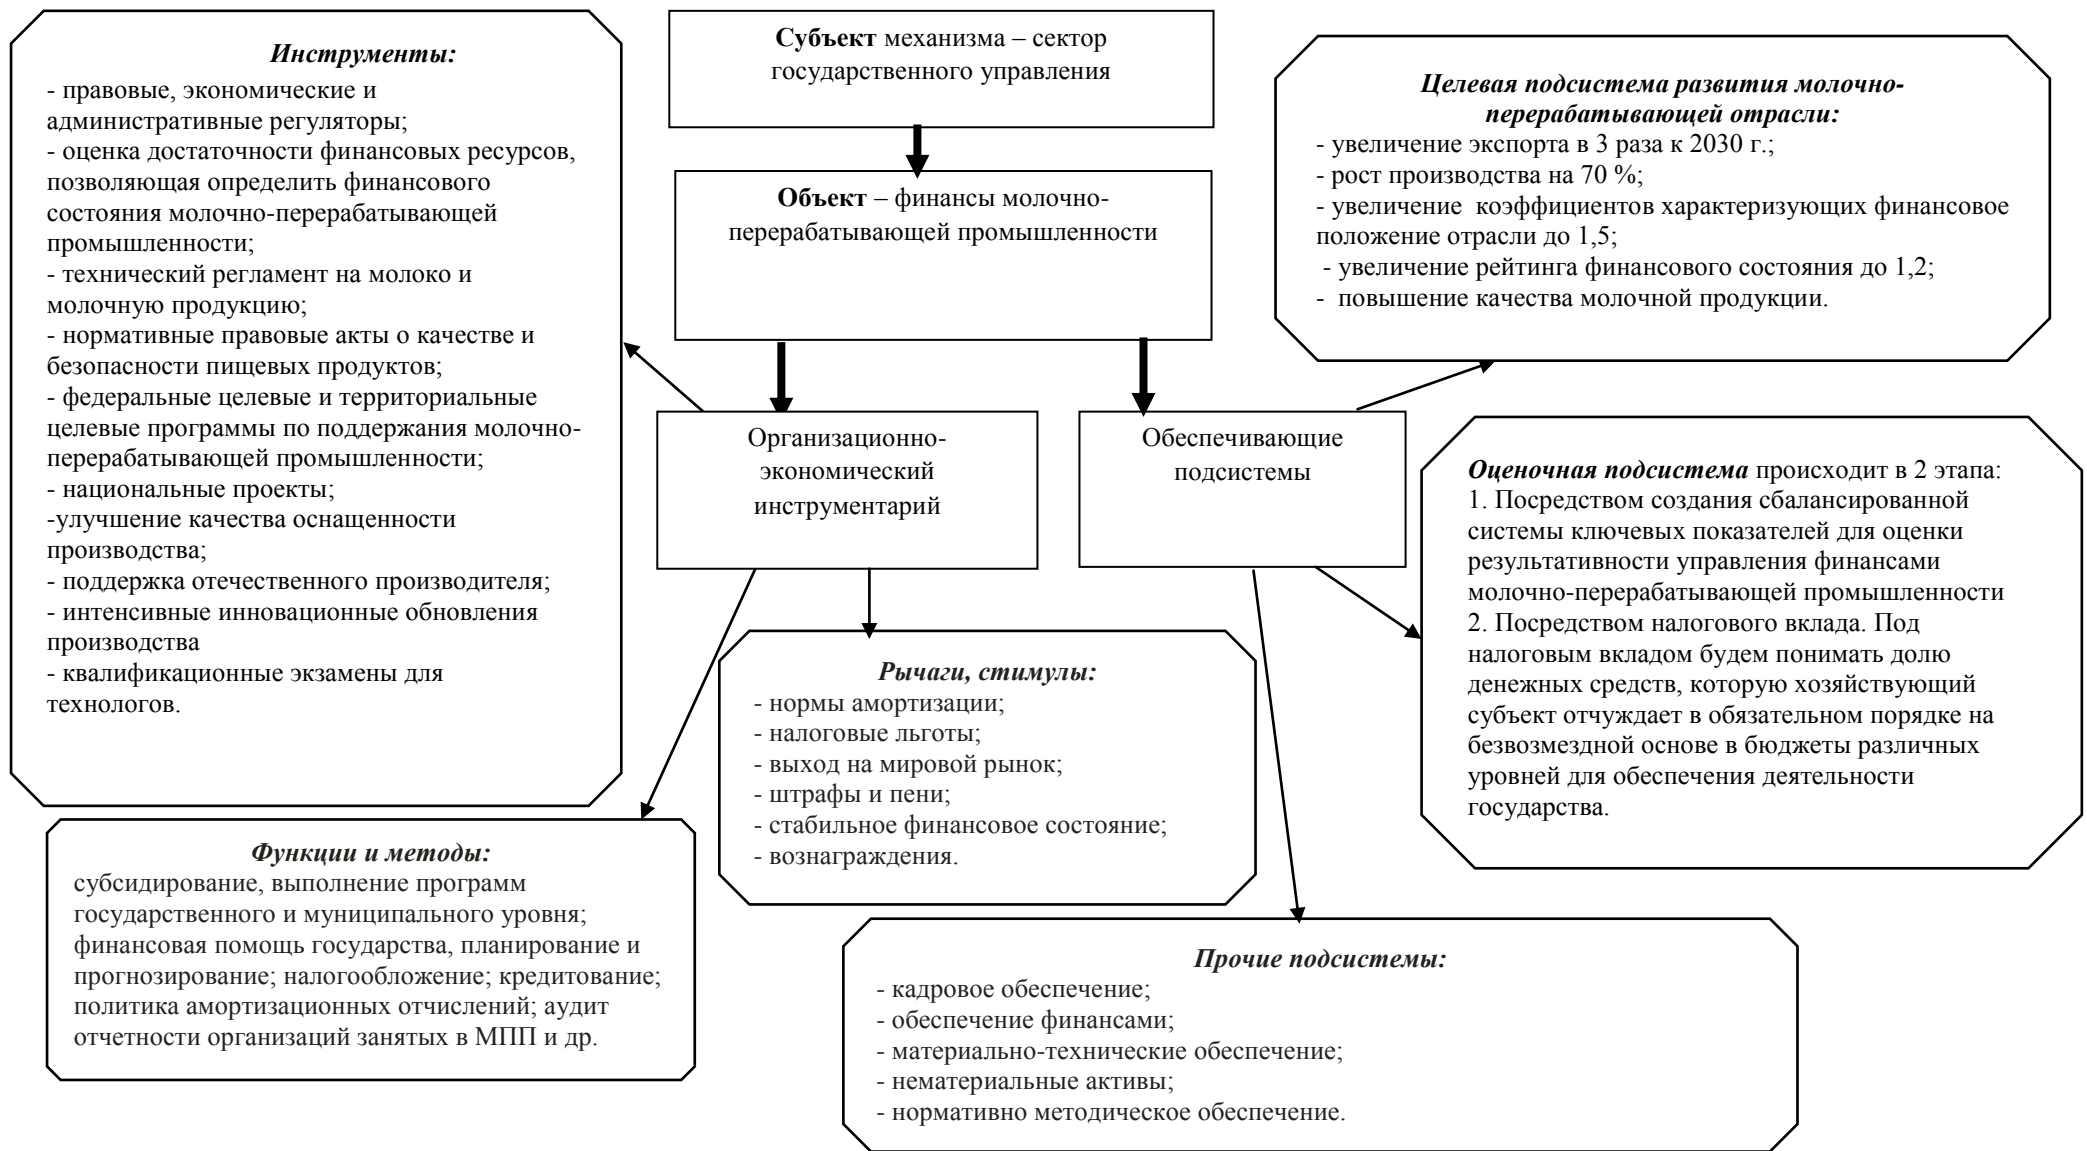 Инструменты:
- правовые, экономические и
административные регуляторы;
- оценка достаточности финансовых ресурсов,
позволяющая определить финансового
состояния молочно-перерабатывающей
промышленности;
- технический регламент на молоко и
молочную продукцию;
- нормативные правовые акты о качестве и
безопасности пищевых продуктов;
- федеральные целевые и территориальные
целевые программы по поддержания молочно-
перерабатывающей промышленности;
- национальные проекты;
-улучшение качества оснащенности
производства;
- поддержка отечественного производителя;
- интенсивные инновационные обновления
производства
- квалификационные экзамены для
технологов.
Субъект механизма – сектор
государственного управления
Объект – финансы молочно-
перерабатывающей промышленности
Целевая подсистема развития молочно-
перерабатывающей отрасли:
- увеличение экспорта в 3 раза к 2030 г.;
- рост производства на 70 %;
- увеличение коэффициентов характеризующих финансовое
положение отрасли до 1,5;
- увеличение рейтинга финансового состояния до 1,2;
- повышение качества молочной продукции.
Организационно-
экономический
инструментарий
Обеспечивающие
подсистемы
Оценочная подсистема происходит в 2 этапа:
1. Посредством создания сбалансированной
системы ключевых показателей для оценки
результативности управления финансами
молочно-перерабатывающей промышленности
2. Посредством налогового вклада. Под
налоговым вкладом будем понимать долю
денежных средств, которую хозяйствующий
субъект отчуждает в обязательном порядке на
безвозмездной основе в бюджеты различных
уровней для обеспечения деятельности
государства.
Рычаги, стимулы:
- нормы амортизации;
- налоговые льготы;
- выход на мировой рынок;
- штрафы и пени;
- стабильное финансовое состояние;
- вознаграждения.
Функции и методы:
субсидирование, выполнение программ
государственного и муниципального уровня;
финансовая помощь государства, планирование и
прогнозирование; налогообложение; кредитование;
политика амортизационных отчислений; аудит
отчетности организаций занятых в МПП и др.
Прочие подсистемы:
- кадровое обеспечение;
- обеспечение финансами;
- материально-техническое обеспечение;
- нематериальные активы;
- нормативно методическое обеспечение.